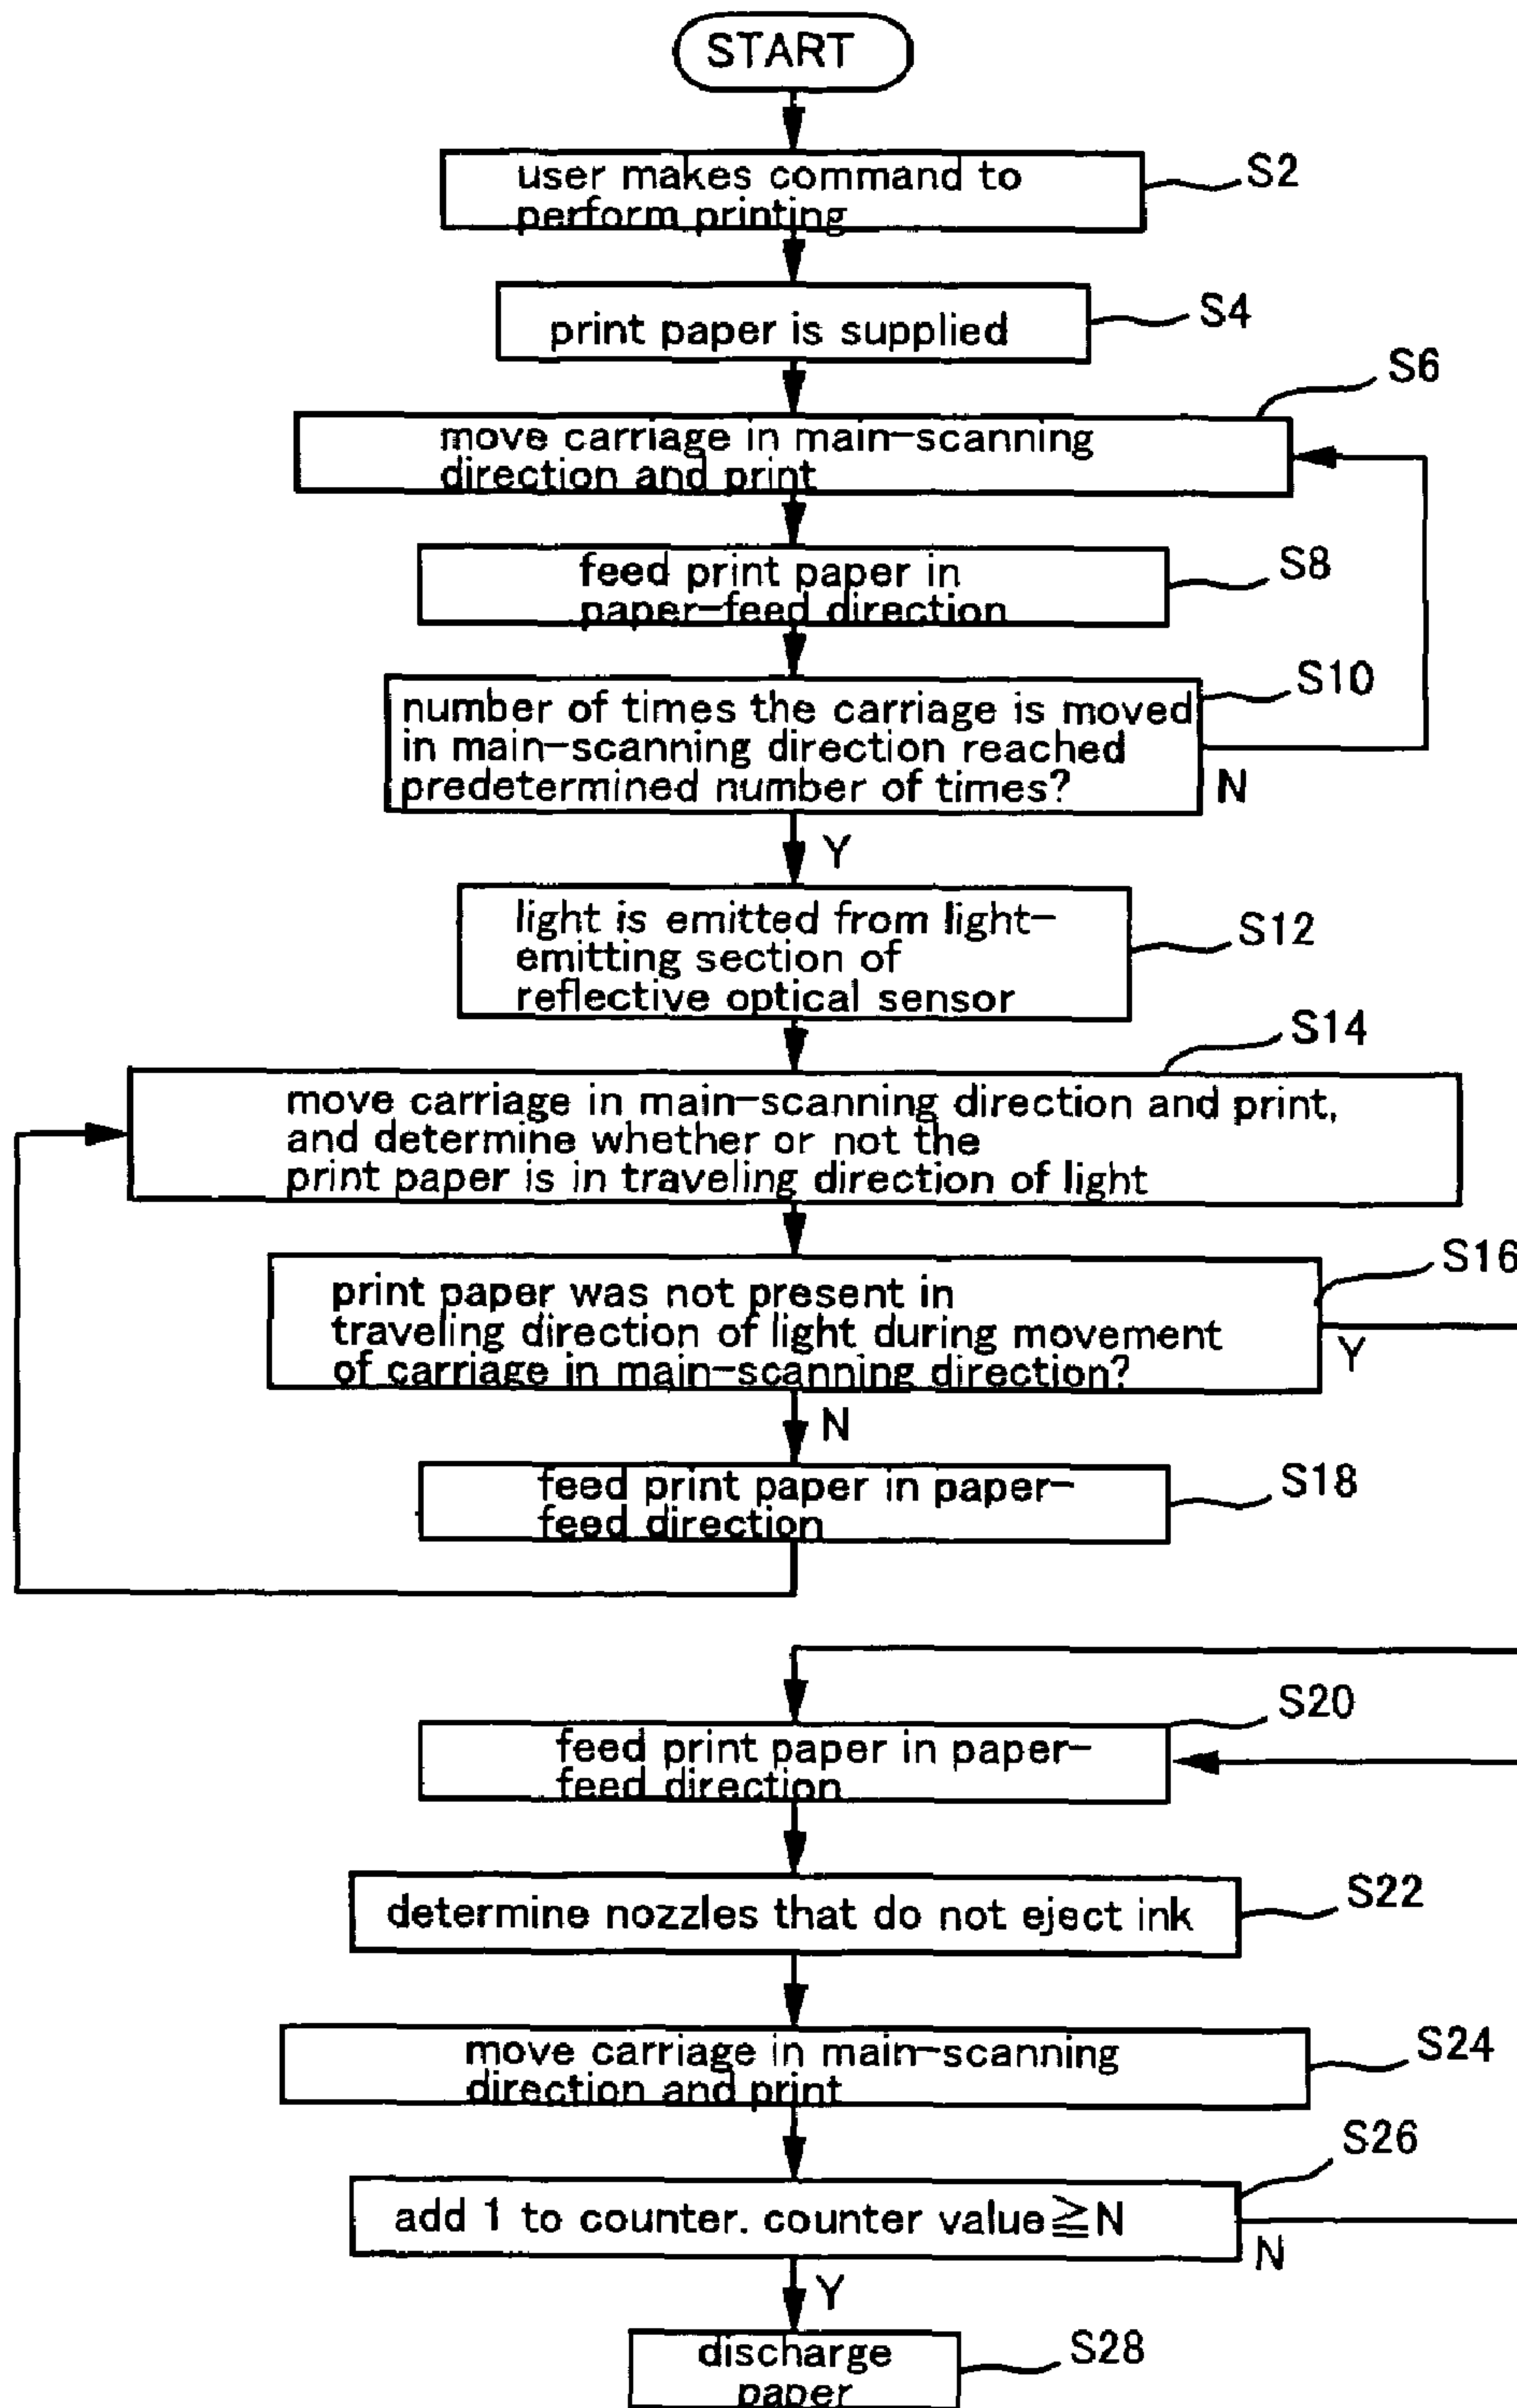 START
user makes command to
perform printing
S2
print paper is supplied
S4
S6
move carriage in main-scanning
direction and print
feed print paper in
paper-feed direction
S8
S10
number of times the carriage is moved
in main-scanning direction reached
predetermined number of times?
N
Y
light is emitted from light-
emitting section of
reflective optical sensor
S12
S14
move carriage in main-scanning direction and print,
and determine whether or not the
print paper is in traveling direction of light
S16
print paper was not present in
traveling direction of light during movement
of carriage in main-scanning direction?
Y
N
feed print paper in paper-
feed direction
S18
S20
feed print paper in paper-
feed direction
determine nozzles that do not eject ink
S22
move carriage in main-scanning
direction and print
S24
S26
add 1 to counter. counter value≧N
N
Y
discharge
paper
S28